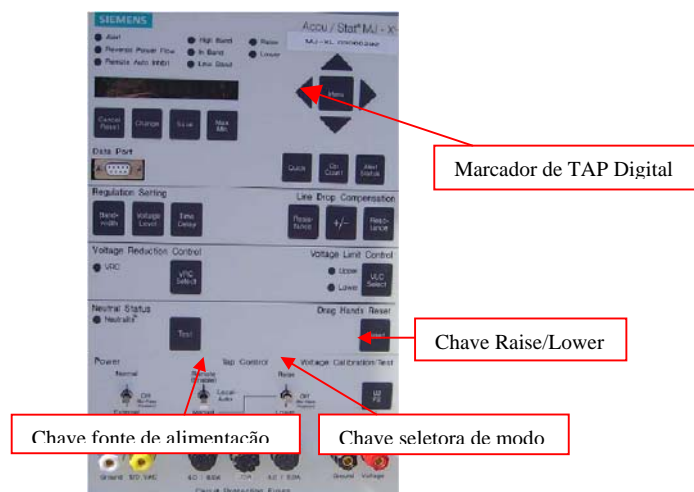 SIEMENS
Accu / Stat® MJ - X
Alert
High Band
Raise
Reverse Power Flow
In Band
Lower
Remote Auto Inhibit
Low Band
MJ-XL
Menu
Cancel Reset
Change
Save
Max Min
Data Port
Quick
Op Count
Alert Status
Marcador de TAP Digital
Regulation Setting
Line Drop Compensation
Band-width
Voltage Level
Time Delay
Resis-tance
+/-
Reac-tance
Voltage Reduction Control
Voltage Limit Control
VRC
VRC Select
Upper
Lower
VLC Select
Neutral Status
Drag Hands Reset
Neutralite
Test
Chave Raise/Lower
Power
Tap Control
Voltage Calibration/Test
Normal
Remote
Raise
Off
Local-Auto
Off
Chave fonte de alimentação
Chave seletora de modo
Ground
120 VAC
Ground
Voltage